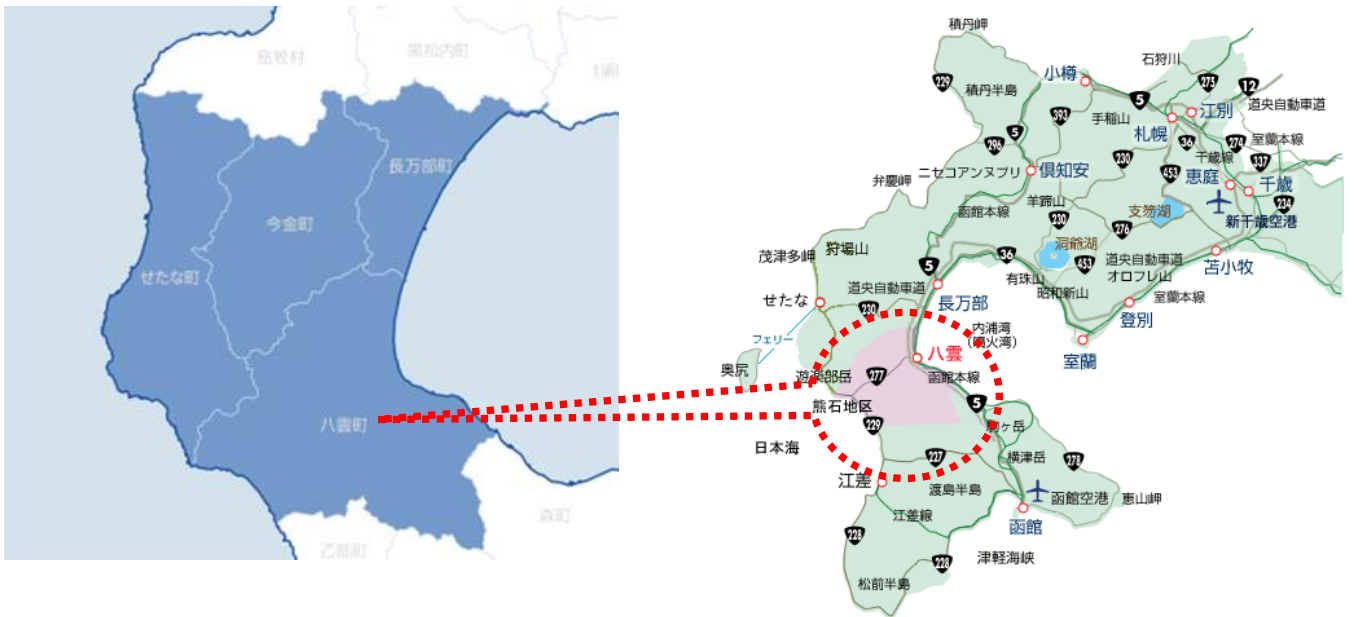 島牧村
黒松内町
長万部町
今金町
せたな町
八雲町
森町
乙部町
積丹岬
石狩川
小樽
229
積丹半島
275
12
5
道央自動車道
江別
393
手稲山
札幌
5
296
36
274
室蘭本線
千歳線
337
ニセコアンヌプリ
倶知安
230
453
恵庭
千歳
弁慶岬
羊蹄山
支笏湖
234
函館本線
230
276
新千歳空港
狩場山
洞爺湖
茂津多岬
5
36
453
道央自動車道
苫小牧
有珠山
オロフレ山
道央自動車道
長万部
昭和新山
室蘭本線
せたな
230
登別
内浦湾
(噴火湾)
フェリー
八雲
室蘭
奥尻
遊楽部岳
277
函館本線
熊石地区
5
229
駒ヶ岳
日本海
227
横津岳
278
江差
渡島半島
函館空港
恵山岬
江差線
函館
228
228
津軽海峡
松前半島